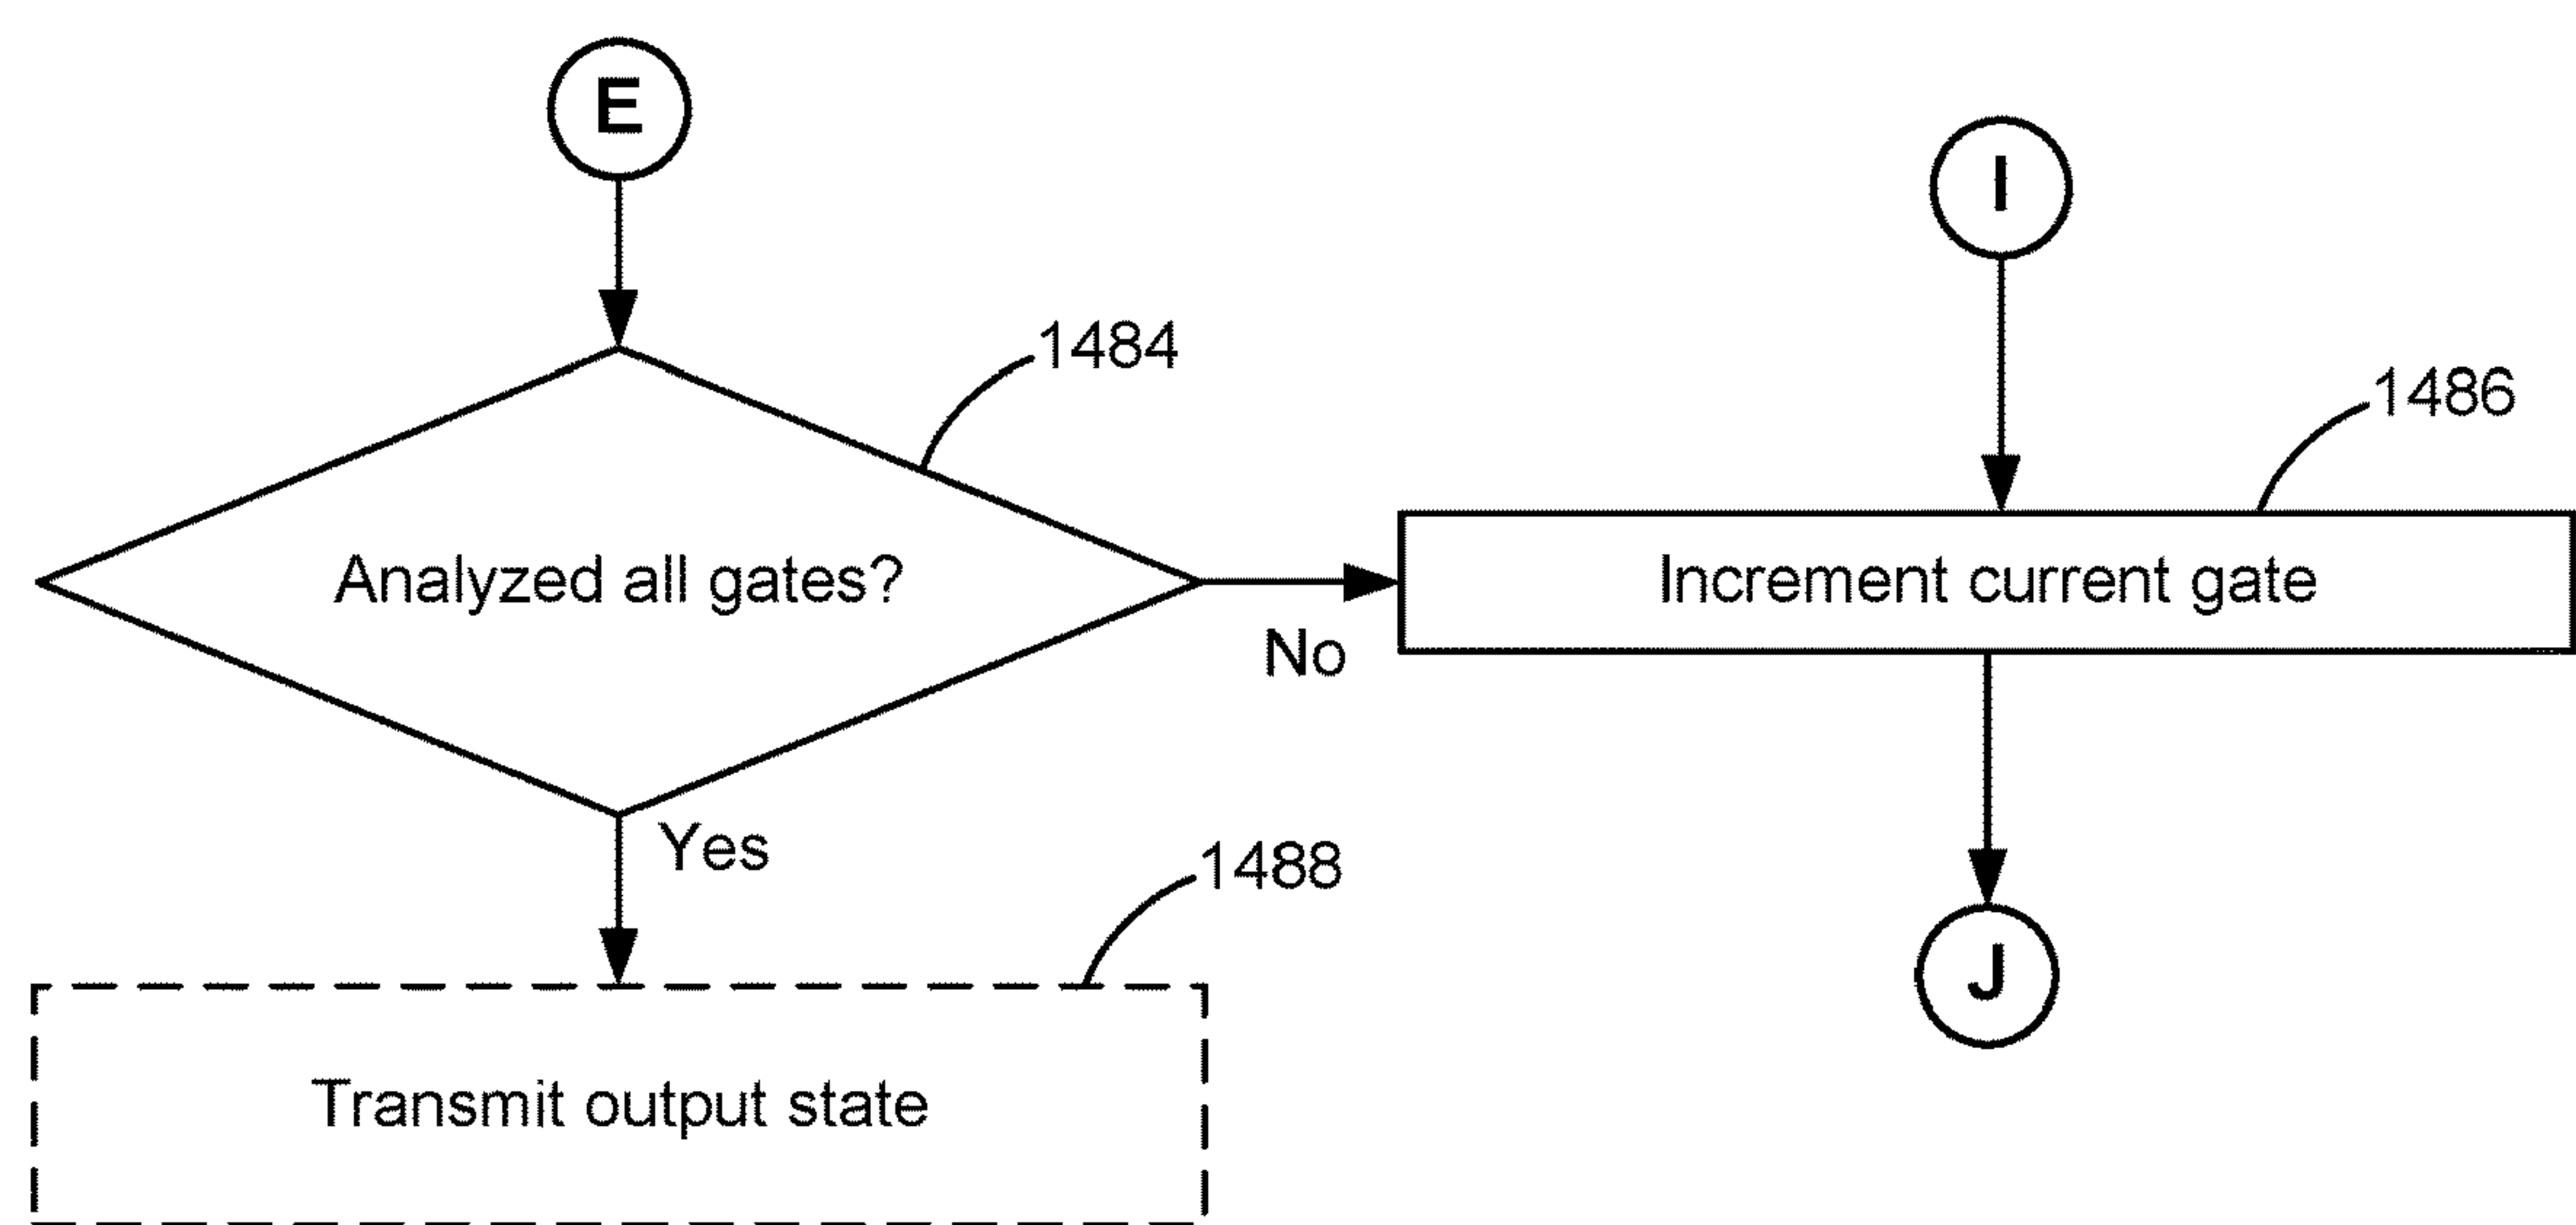 E
I
1484
1486
Analyzed all gates?
Increment current gate
No
Yes
1488
J
Transmit output state